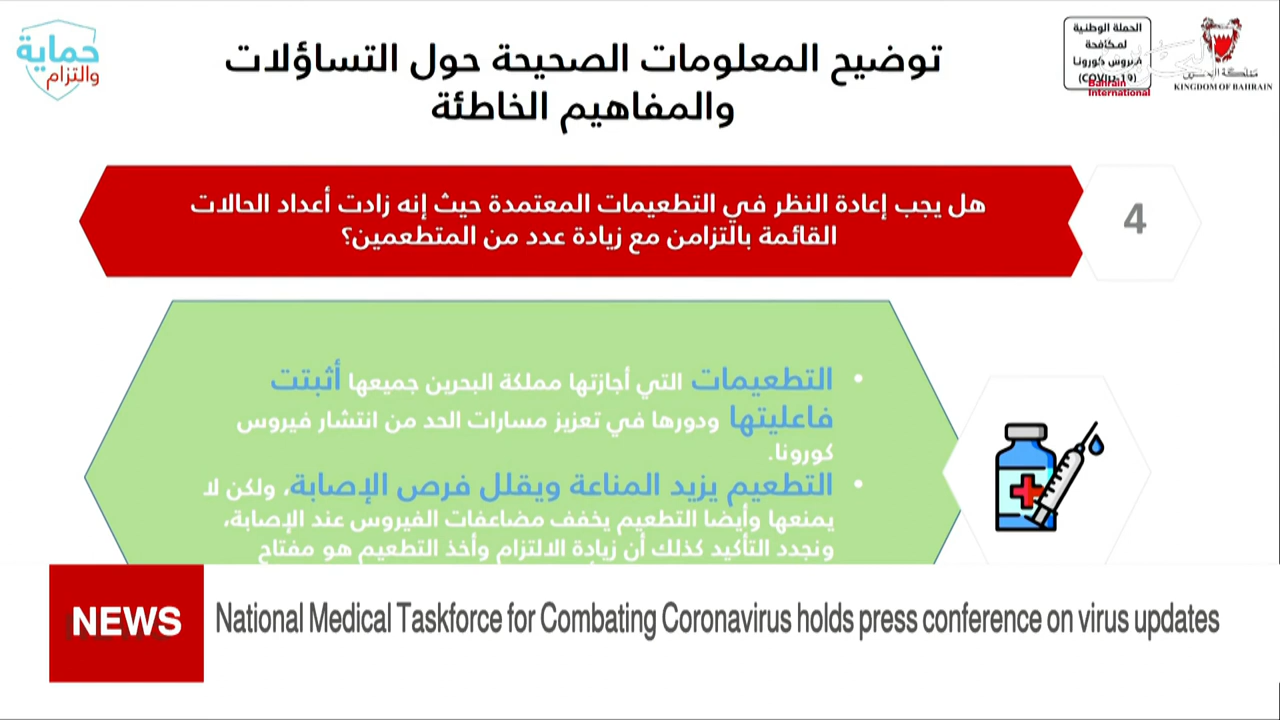 حماية
والتزام
توضيح المعلومات الصحيحة حول التساؤلات
والمفاهيم الخاطئة
الحملة الوطنية
لمكافحة
فيروس كورونا
(COVID-19)
Bahrain
International
مملكة البحرين
KINGDOM OF BAHRAIN
هل يجب إعادة النظر في التطعيمات المعتمدة حيث إنه زادت أعداد الحالات
القائمة بالتزامن مع زيادة عدد من المتطعمين؟
4
• التطعيمات التي أجازتها مملكة البحرين جميعها أثبتت
فاعليتها ودورها في تعزيز مسارات الحد من انتشار فيروس
كورونا.
• التطعيم يزيد المناعة ويقلل فرص الإصابة، ولكن لا
يمنعها وأيضا التطعيم يخفف مضاعفات الفيروس عند الإصابة،
ونجدد التأكيد كذلك أن زيادة الالتزام وأخذ التطعيم هو مفتاح
NEWS
National Medical Taskforce for Combating Coronavirus holds press conference on virus updates